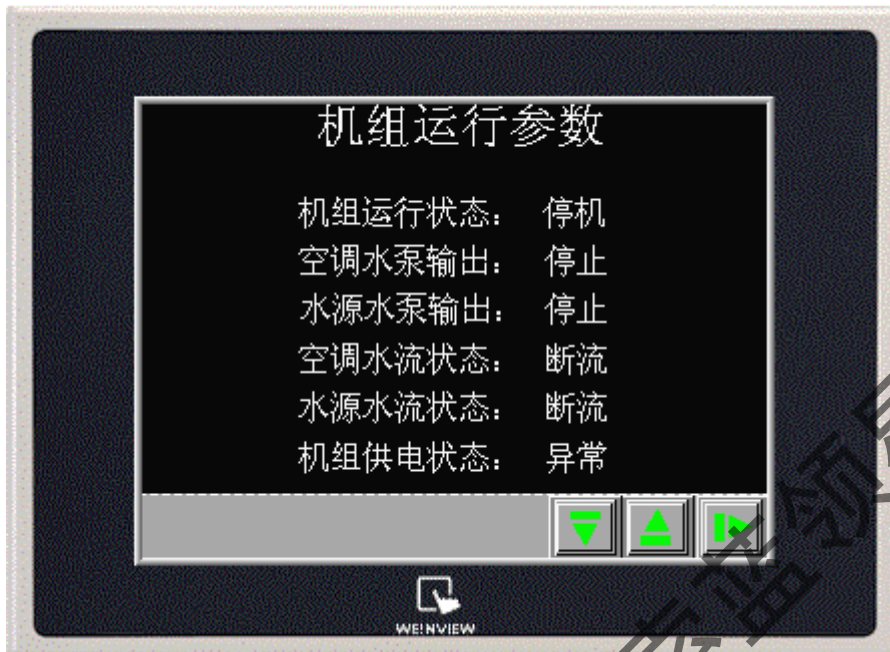 机组运行参数
机组运行状态： 停机
空调水泵输出： 停止
水源水泵输出： 停止
空调水流状态： 断流
水源水流状态： 断流
机组供电状态： 异常
WEINVIEW